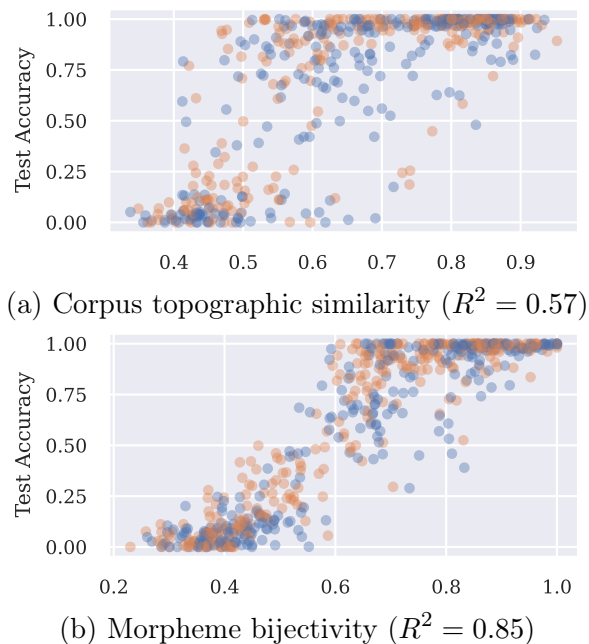 1.00
0.75
0.50
0.25
0.00
Test Accuracy
0.4 0.5 0.6 0.7 0.8 0.9
(a) Corpus topographic similarity (R² = 0.57)
1.00
0.75
0.50
0.25
0.00
Test Accuracy
0.2 0.4 0.6 0.8 1.0
(b) Morpheme bijectivity (R² = 0.85)